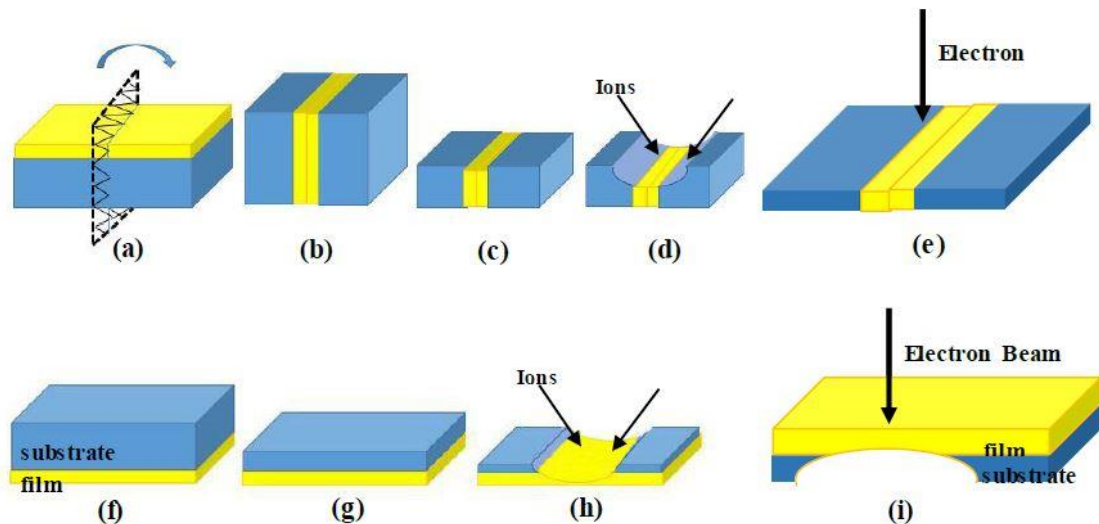 Ions
Electron
(a)
(b)
(c)
(d)
(e)
Ions
Electron Beam
substrate
film
film
substrate
(f)
(g)
(h)
(i)